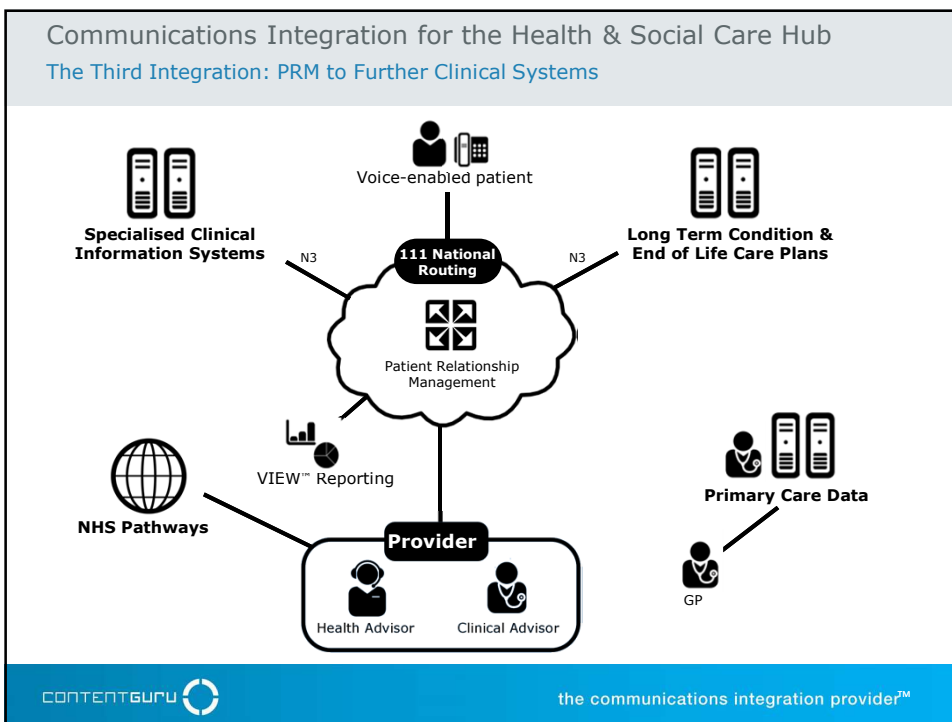 Communications Integration for the Health & Social Care Hub
The Third Integration: PRM to Further Clinical Systems
Voice-enabled patient
Specialised Clinical
Information Systems
N3
111 National
Routing
N3
Long Term Condition &
End of Life Care Plans
Patient Relationship
Management
VIEW™ Reporting
NHS Pathways
Primary Care Data
Provider
Health Advisor
Clinical Advisor
GP
CONTENTGURU
the communications integration provider™